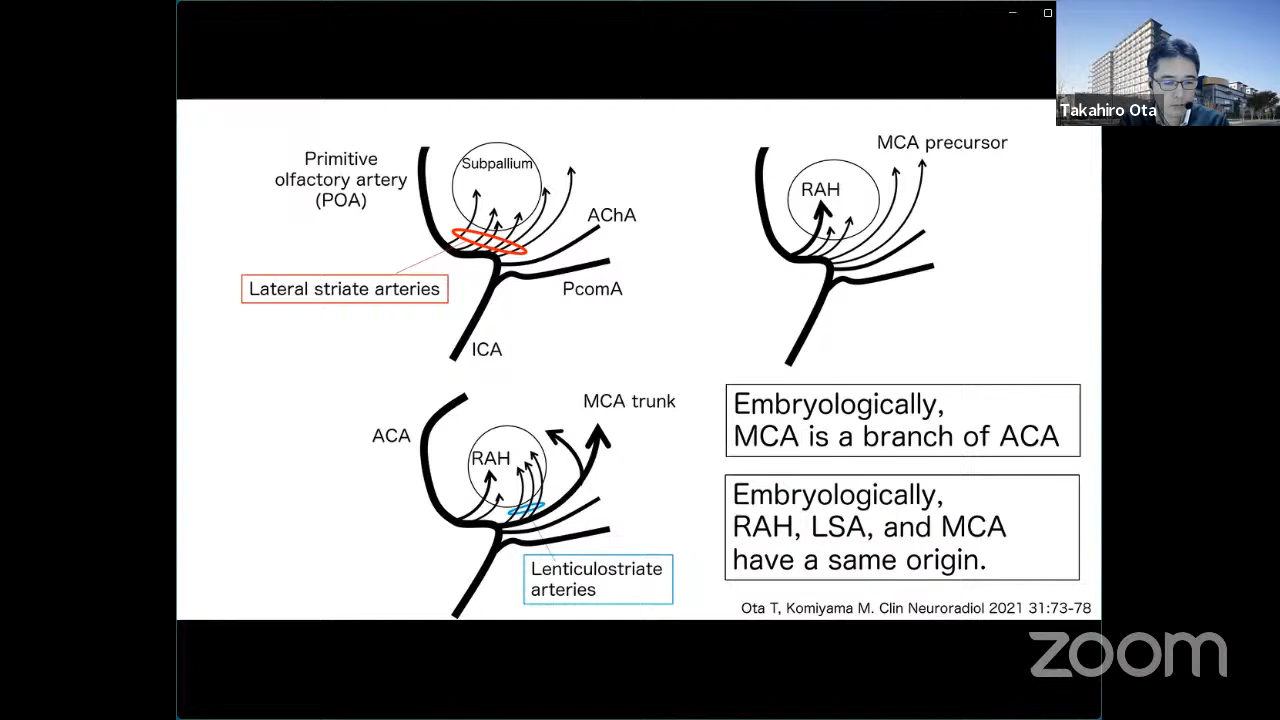 Takahiro Ota
Primitive
olfactory artery
(POA)
Subpallium
AChA
Lateral striate arteries
PcomA
ICA
MCA precursor
RAH
MCA trunk
ACA
RAH
Lenticulostriate
arteries
Embryologically,
MCA is a branch of ACA
Embryologically,
RAH, LSA, and MCA
have a same origin.
Ota T, Komiyama M. Clin Neuroradiol 2021 31:73-78
zoom